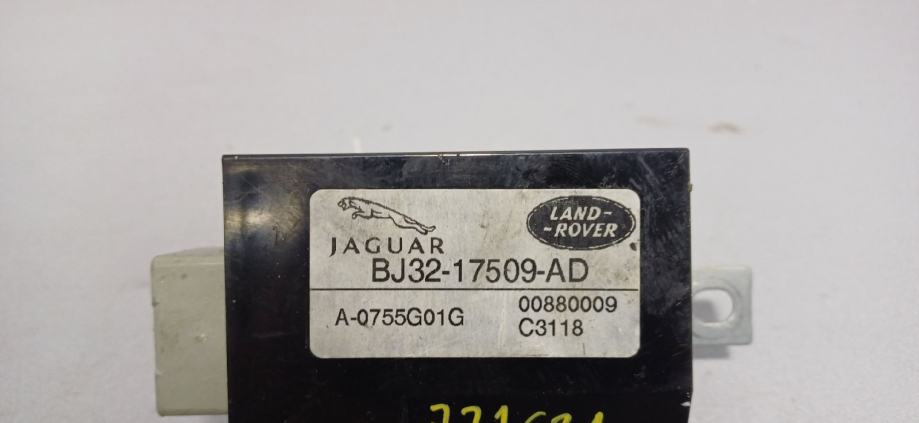 LAND-
-ROVER
JAGUAR
BJ32-17509-AD
A-0755G01G
00880009
C3118